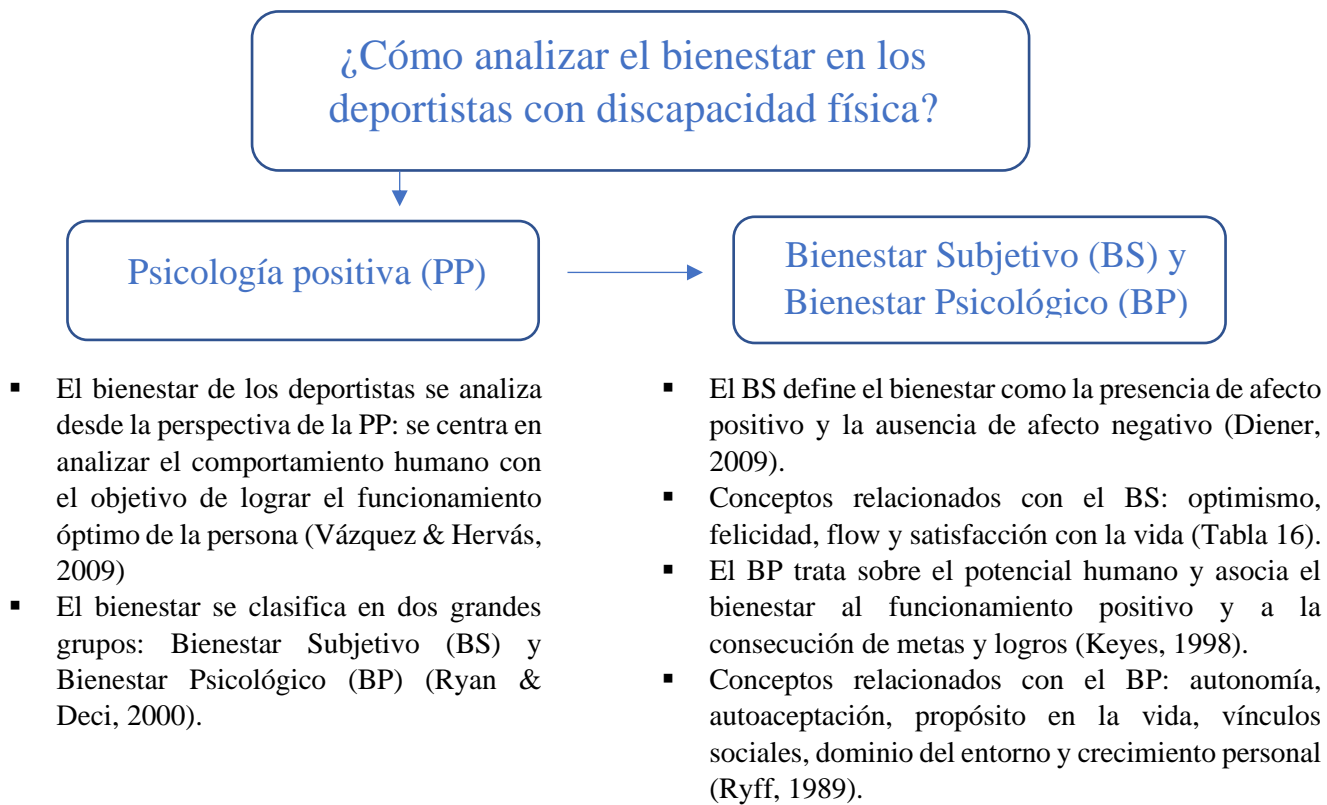 ¿Cómo analizar el bienestar en los
deportistas con discapacidad física?
Psicología positiva (PP)
Bienestar Subjetivo (BS) y
Bienestar Psicológico (BP)
▪ El bienestar de los deportistas se analiza
desde la perspectiva de la PP: se centra en
analizar el comportamiento humano con
el objetivo de lograr el funcionamiento
óptimo de la persona (Vázquez & Hervás,
2009)
▪ El bienestar se clasifica en dos grandes
grupos: Bienestar Subjetivo (BS) y
Bienestar Psicológico (BP) (Ryan &
Deci, 2000).
▪ El BS define el bienestar como la presencia de afecto
positivo y la ausencia de afecto negativo (Diener,
2009).
▪ Conceptos relacionados con el BS: optimismo,
felicidad, flow y satisfacción con la vida (Tabla 16).
▪ El BP trata sobre el potencial humano y asocia el
bienestar al funcionamiento positivo y a la
consecución de metas y logros (Keyes, 1998).
▪ Conceptos relacionados con el BP: autonomía,
autoaceptación, propósito en la vida, vínculos
sociales, dominio del entorno y crecimiento personal
(Ryff, 1989).